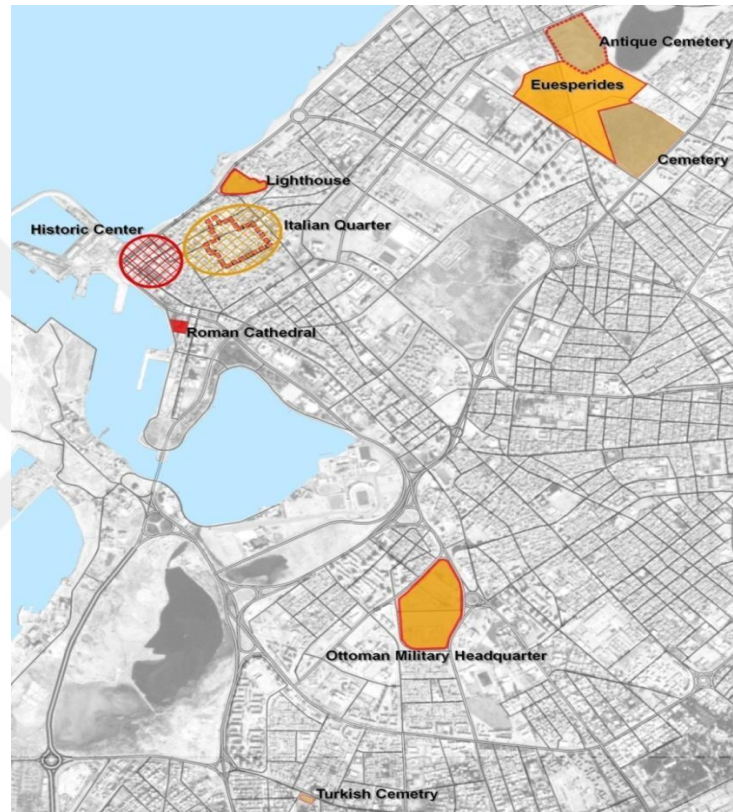 Antique Cemetery
Euesperides
Cemetery
Lighthouse
Historic Center
Italian Quarter
Roman Cathedral
Ottoman Military Headquarter
Turkish Cemetry